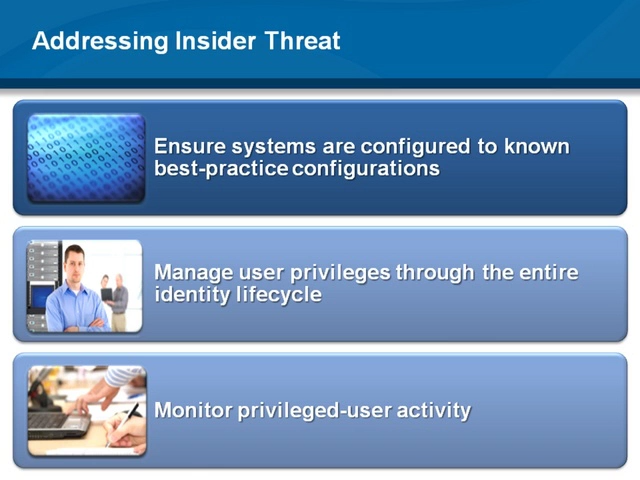 Addressing Insider Threat
Ensure systems are configured to known
best-practice configurations
Manage user privileges through the entire
identity lifecycle
Monitor privileged-user activity